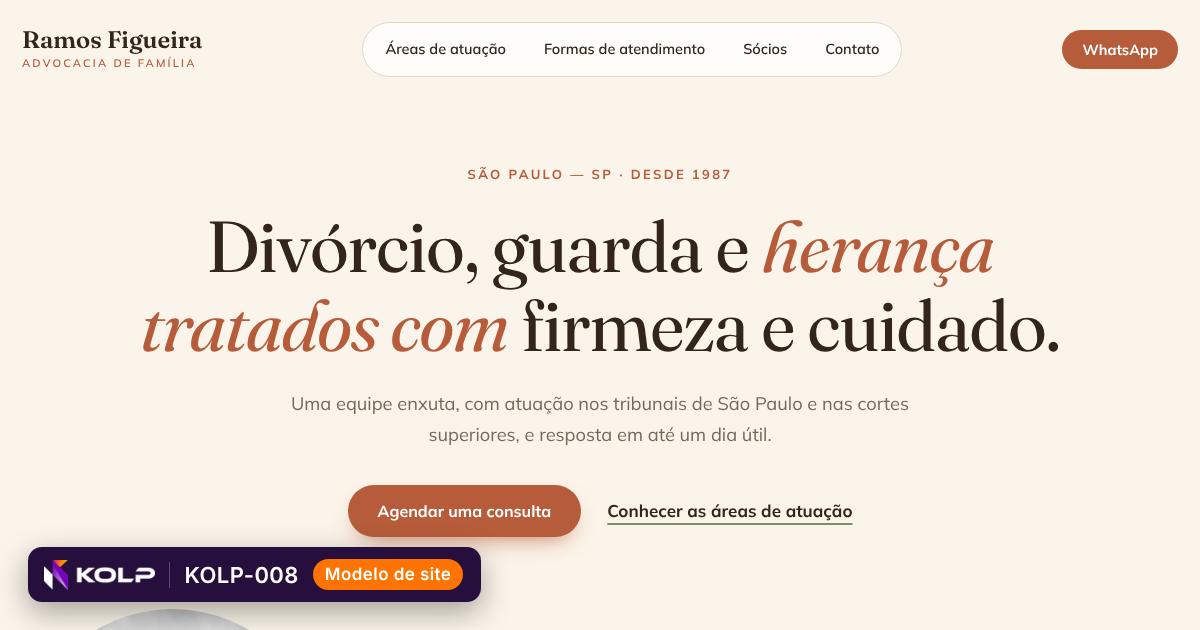 Ramos Figueira
ADVOCACIA DE FAMÍLIA
Áreas de atuação
Formas de atendimento
Sócios
Contato
WhatsApp
SÃO PAULO — SP · DESDE 1987
Divórcio, guarda e herança
tratados com firmeza e cuidado.
Uma equipe enxuta, com atuação nos tribunais de São Paulo e nas cortes
superiores, e resposta em até um dia útil.
Agendar uma consulta
Conhecer as áreas de atuação
KOLP
KOLP-008
Modelo de site